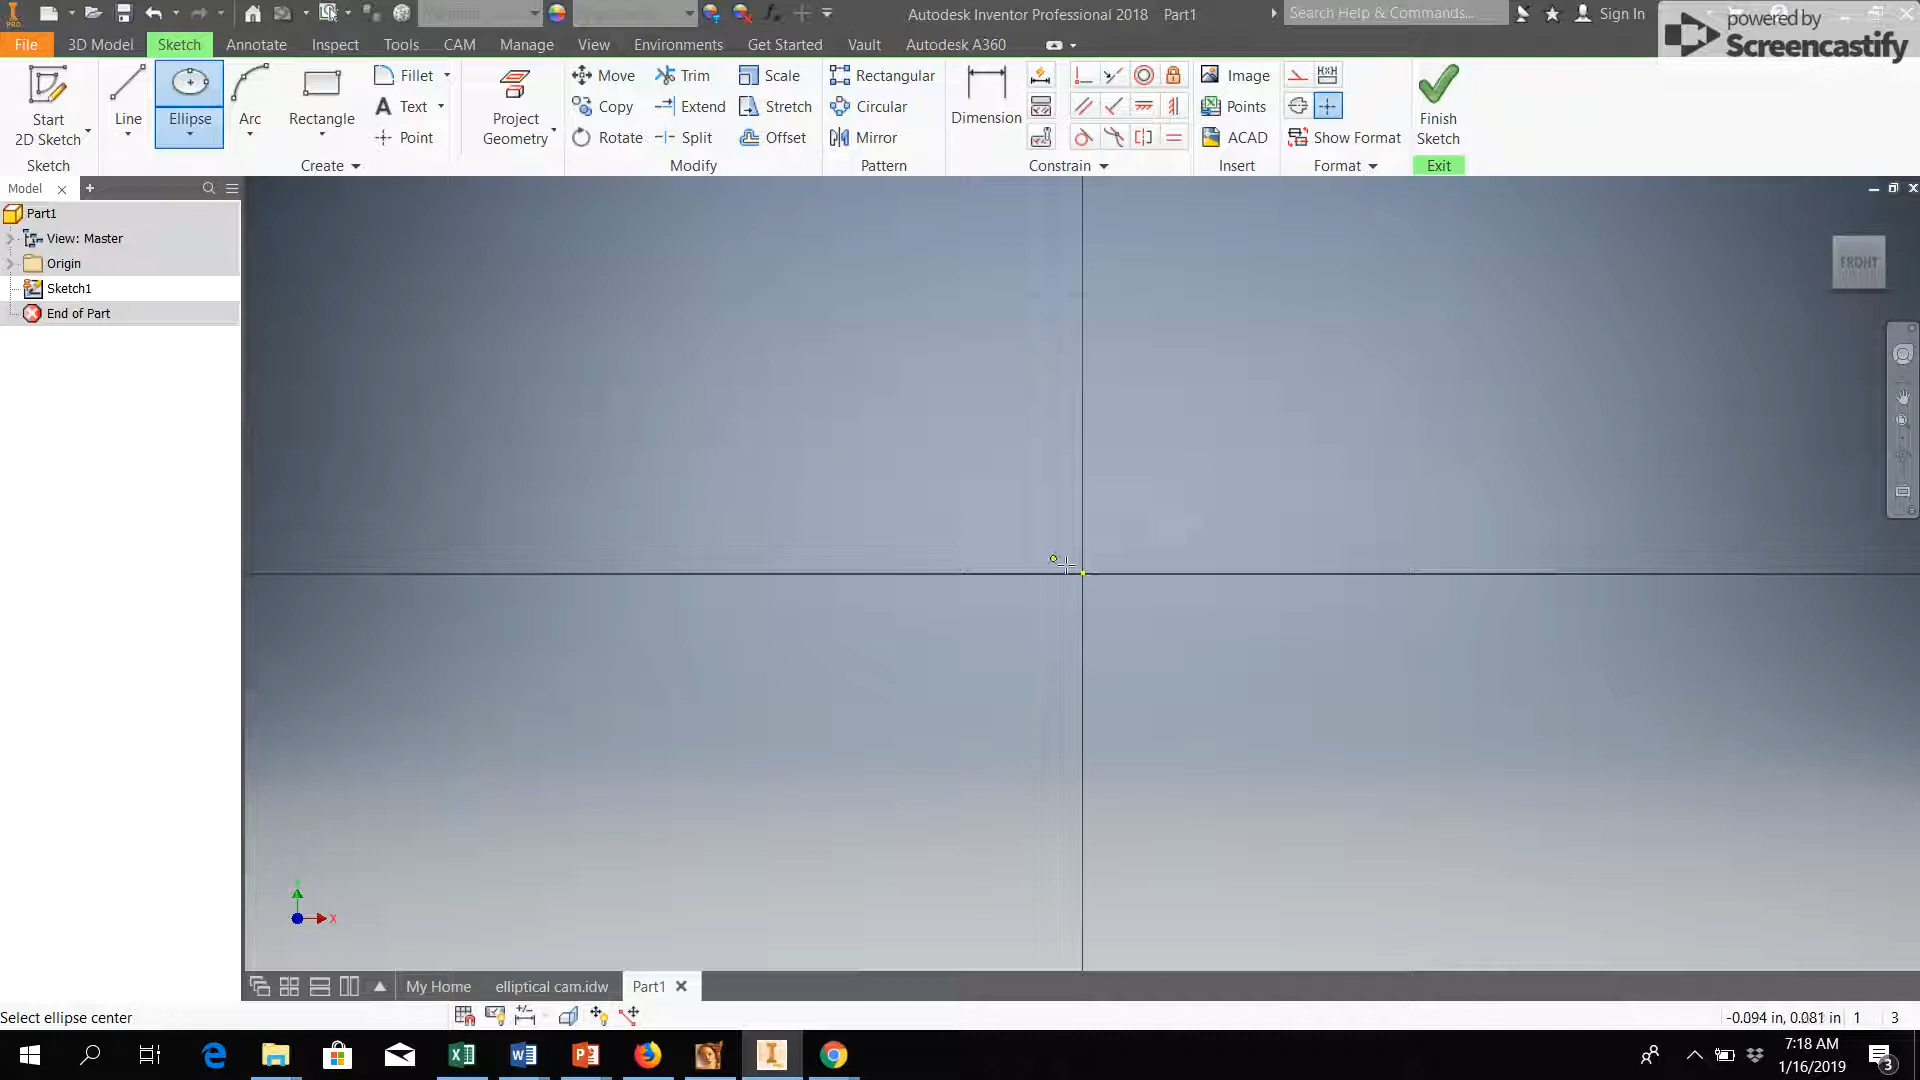 Autodesk Inventor Professional 2018 Part1
Search Help & Commands...
Sign In
powered by
Screencastify
File 3D Model Sketch Annotate Inspect Tools CAM Manage View Environments Get Started Vault Autodesk A360
Start
2D Sketch
Line
Ellipse
Arc
Rectangle
Fillet
Text
Point
Project
Geometry
Move Trim Scale
Copy Extend Stretch
Rotate Split Offset
Rectangular
Circular
Mirror
Dimension
Image
Points
ACAD
Show Format
Finish
Sketch
Sketch Create Modify Pattern Constrain Insert Format Exit
Model
Part1
View: Master
Origin
Sketch1
End of Part
FRONT
X
My Home elliptical cam.idw Part1
Select ellipse center
-0.094 in, 0.081 in 1 3
7:18 AM
1/16/2019
3